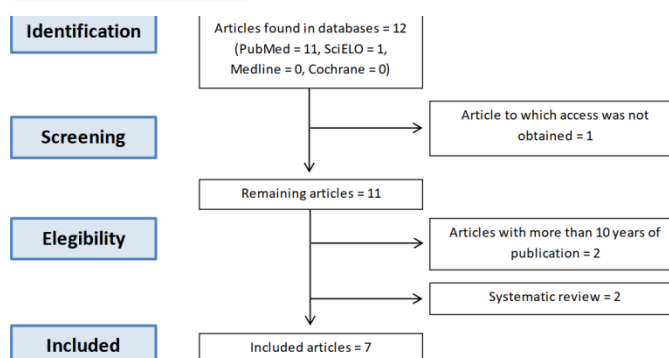 Identification
Articles found in databases = 12
(PubMed = 11, SciELO = 1,
Medline = 0, Cochrane = 0)
Screening
Article to which access was not
obtained = 1
Remaining articles = 11
Elegibility
Articles with more than 10 years of
publication = 2
Systematic review = 2
Included
Included articles = 7